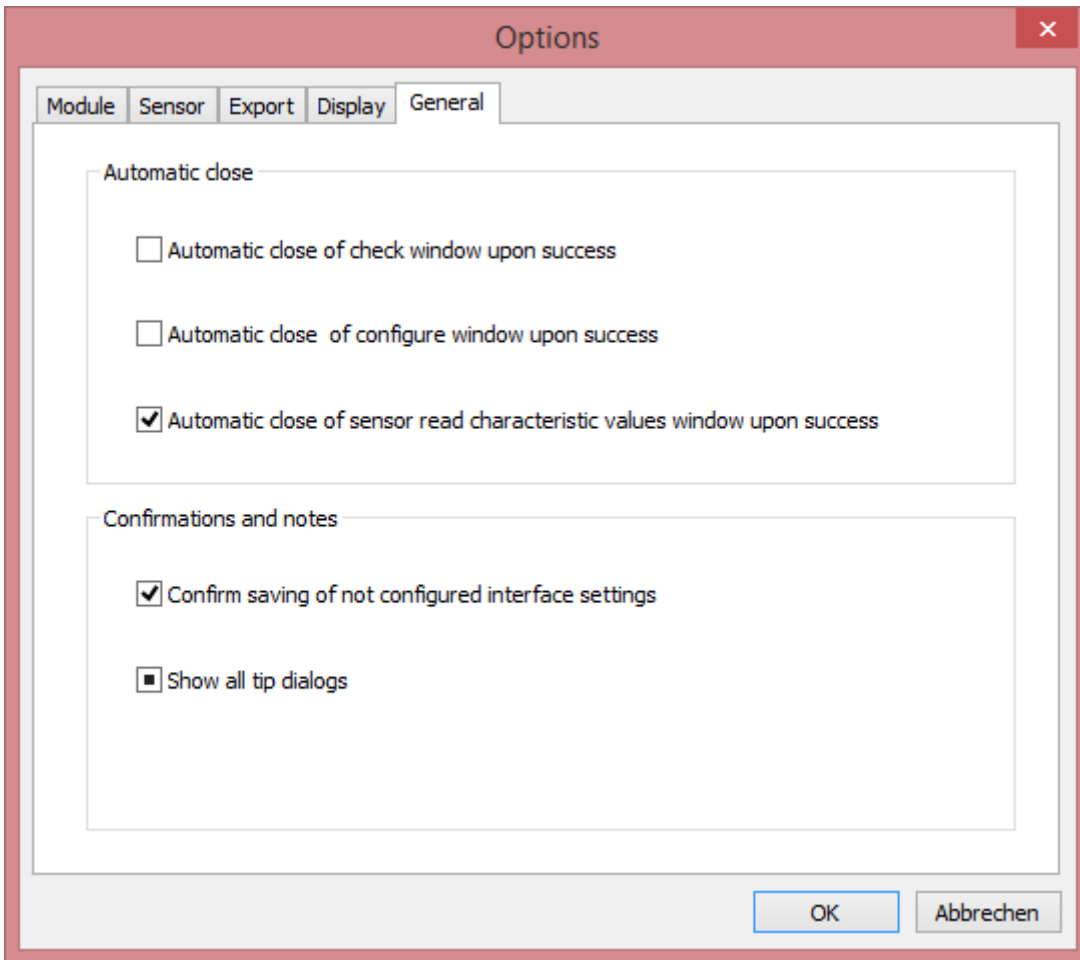 Options
Module Sensor Export Display General
Automatic close
Automatic close of check window upon success
Automatic close  of configure window upon success
Automatic close of sensor read characteristic values window upon success
Confirmations and notes
Confirm saving of not configured interface settings
Show all tip dialogs
OK Abbrechen